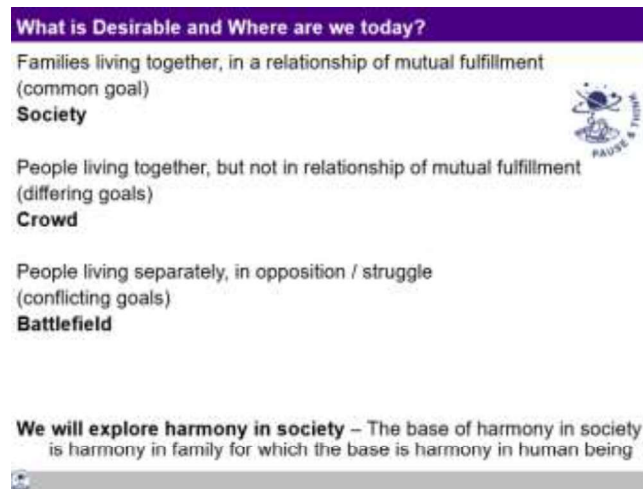 What is Desirable and Where are we today?
Families living together, in a relationship of mutual fulfillment
(common goal)
Society
PAUSE & THINK
People living together, but not in relationship of mutual fulfillment
(differing goals)
Crowd
People living separately, in opposition / struggle
(conflicting goals)
Battlefield
We will explore harmony in society – The base of harmony in society
is harmony in family for which the base is harmony in human being